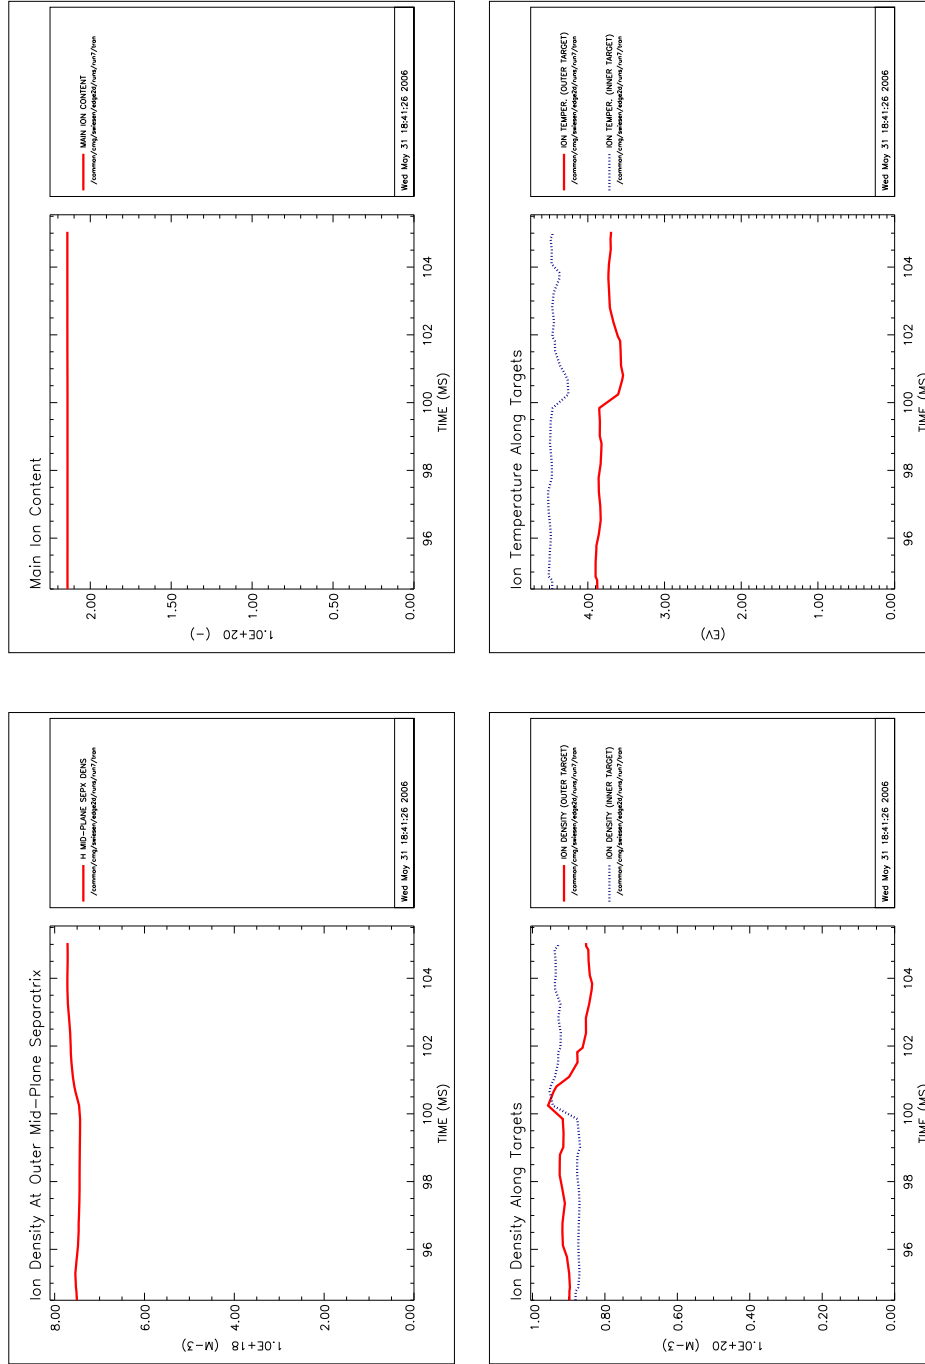 Ion Density At Outer Mid-Plane Separatrix
8.00
6.00
4.00
2.00
0.00
1.0E+18 (M-3)
96 98 100 102 104
TIME (MS)
H MID-PLANE SEPX DENS
/common/cmg/swiesen/edge2d/runs/run7/tran
Wed May 31 18:41:26 2006
Main Ion Content
2.00
1.00
0.00
1.0E+20 (-)
96 98 100 102 104
TIME (MS)
MAIN ION CONTENT
/common/cmg/swiesen/edge2d/runs/run7/tran
Wed May 31 18:41:26 2006
Ion Density Along Targets
1.00
0.80
0.60
0.40
0.20
0.00
1.0E+20 (M-3)
96 98 100 102 104
TIME (MS)
ION DENSITY (OUTER TARGET)
/common/cmg/swiesen/edge2d/runs/run7/tran
ION DENSITY (INNER TARGET)
/common/cmg/swiesen/edge2d/runs/run7/tran
Wed May 31 18:41:26 2006
Ion Temperature Along Targets
4.00
3.00
2.00
1.00
0.00
(EV)
96 98 100 102 104
TIME (MS)
ION TEMPER. (OUTER TARGET)
/common/cmg/swiesen/edge2d/runs/run7/tran
ION TEMPER. (INNER TARGET)
/common/cmg/swiesen/edge2d/runs/run7/tran
Wed May 31 18:41:26 2006